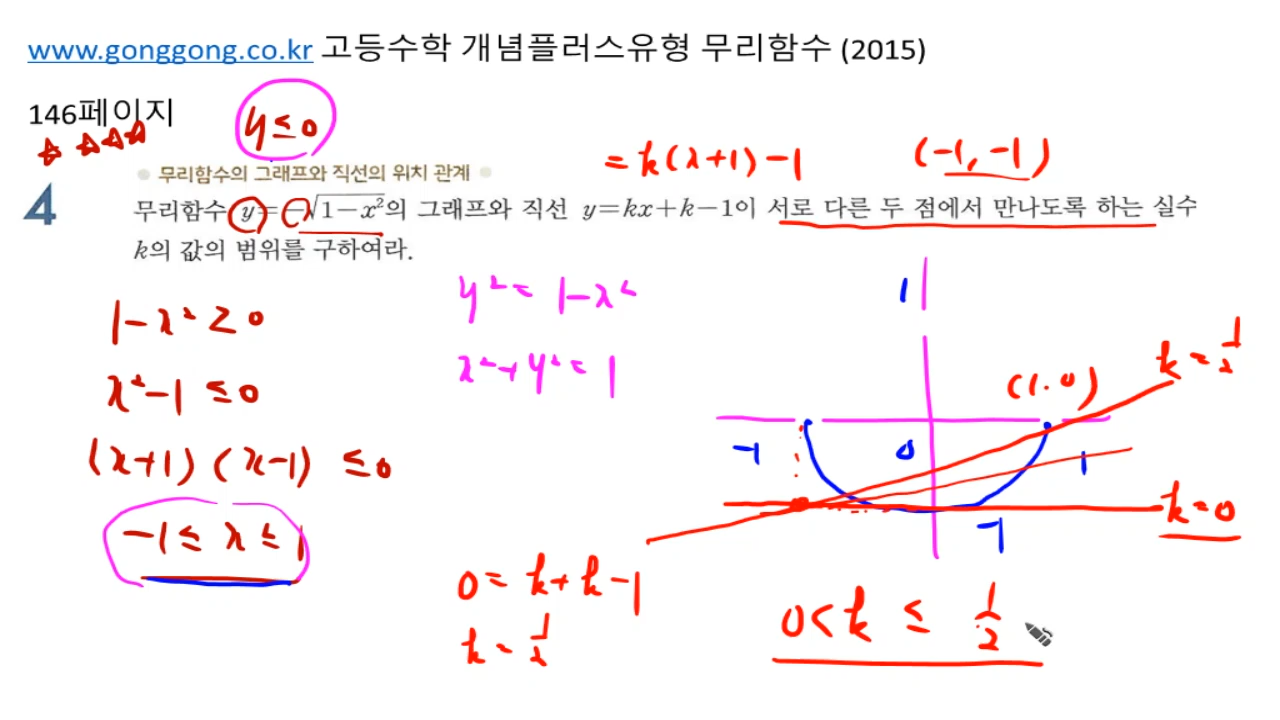 www.gonggong.co.kr 고등수학 개념플러스유형 무리함수 (2015)
146페이지
y≤0
☆ ☆☆☆
=k(x+1)-1
(-1, -1)
무리함수의 그래프와 직선의 위치 관계
4
무리함수 y=-√1-x²의 그래프와 직선 y=kx+k-1이 서로 다른 두 점에서 만나도록 하는 실수
k의 값의 범위를 구하여라.
1-x²≥0
x²-1≤0
(x+1)(x-1)≤0
-1≤x≤1
y²=1-x²
x²+y²=1
0=k+k-1
k=1/2
1
k=1/2
(1.0)
-1
0
1
k=0
-1
0<k≤1/2